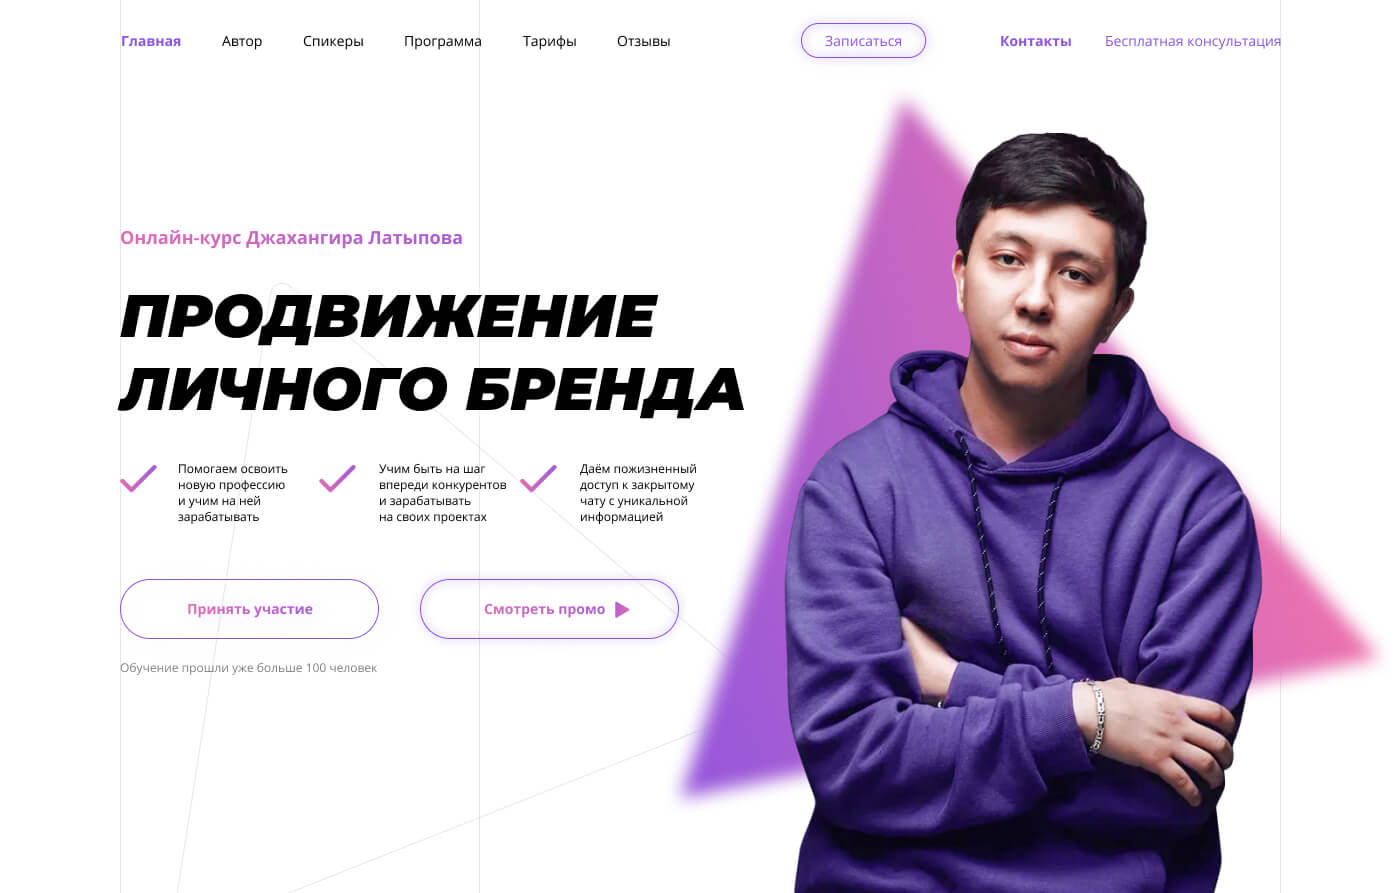 Главная
Автор
Спикеры
Программа
Тарифы
Отзывы
Записаться
Контакты
Бесплатная консультация
Онлайн-курс Джахангира Латыпова
ПРОДВИЖЕНИЕ
ЛИЧНОГО БРЕНДА
Помогаем освоить
новую профессию
и учим на ней
зарабатывать
Учим быть на шаг
впереди конкурентов
и зарабатывать
на своих проектах
Даём пожизненный
доступ к закрытому
чату с уникальной
информацией
Принять участие
Смотреть промо
Обучение прошли уже больше 100 человек